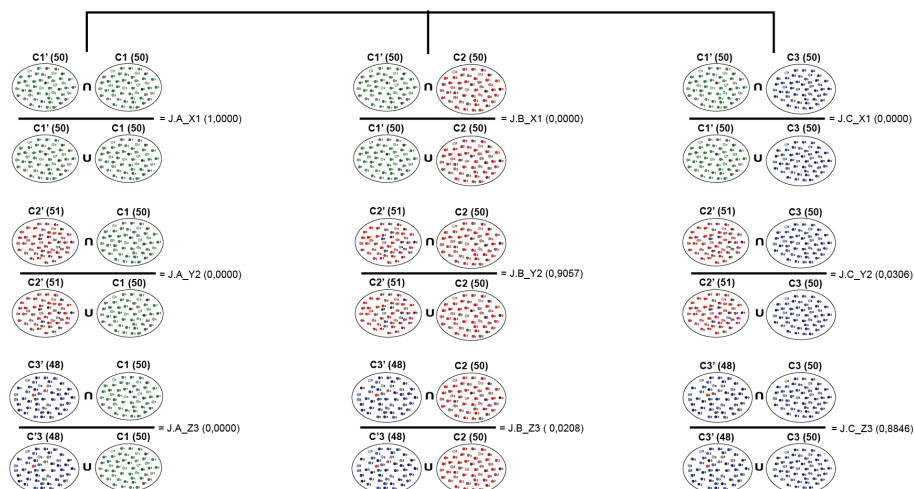 C1' (50) C1 (50) C1' (50) C2 (50) C1' (50) C3 (50)
∩ ∩ ∩
= J.A_X1 (1,0000) = J.B_X1 (0,0000) = J.C_X1 (0,0000)
C1' (50) C1 (50) C1' (50) C2 (50) C1' (50) C3 (50)
∪ ∪ ∪
C2' (51) C1 (50) C2' (51) C2 (50) C2' (51) C3 (50)
∩ ∩ ∩
= J.A_Y2 (0,0000) = J.B_Y2 (0,9057) = J.C_Y2 (0,0306)
C2' (51) C1 (50) C2' (51) C2 (50) C2' (51) C3 (50)
∪ ∪ ∪
C3' (48) C1 (50) C3' (48) C2 (50) C3' (48) C3 (50)
∩ ∩ ∩
= J.A_Z3 (0,0000) = J.B_Z3 ( 0,0208) = J.C_Z3 (0,8846)
C'3 (48) C1 (50) C'3 (48) C2 (50) C3' (48) C3 (50)
∪ ∪ ∪